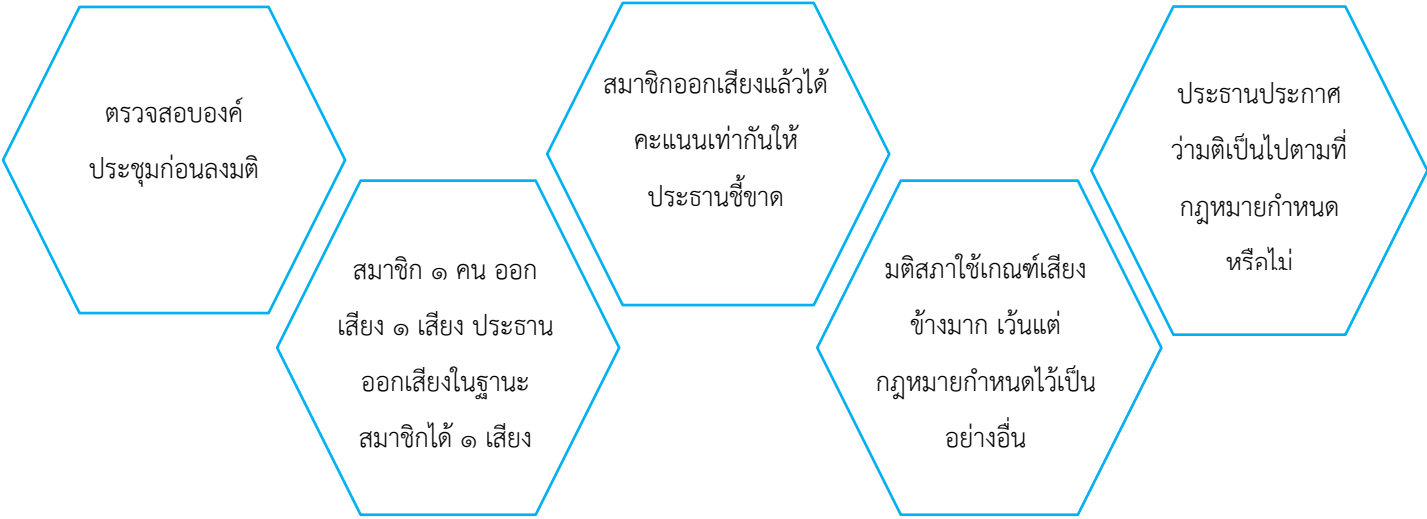 ตรวจสอบองค์
ประชุมก่อนลงมติ
สมาชิก ๑ คน ออก
เสียง ๑ เสียง ประธาน
ออกเสียงในฐานะ
สมาชิกได้ ๑ เสียง
สมาชิกออกเสียงแล้วได้
คะแนนเท่ากันให้
ประธานชี้ขาด
มติสภาใช้เกณฑ์เสียง
ข้างมาก เว้นแต่
กฎหมายกำหนดไว้เป็น
อย่างอื่น
ประธานประกาศ
ว่ามติเป็นไปตามที่
กฎหมายกำหนด
หรือไม่